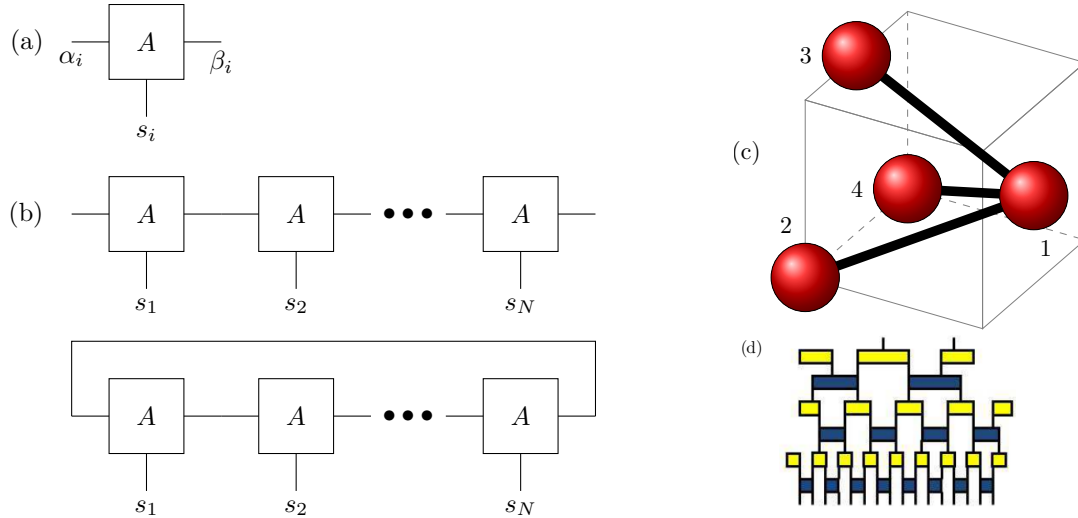 (a)
A
α_i
β_i
s_i
(b)
A A A
s_1 s_2 s_N
A A A
s_1 s_2 s_N
(c)
3
4
2
1
(d)